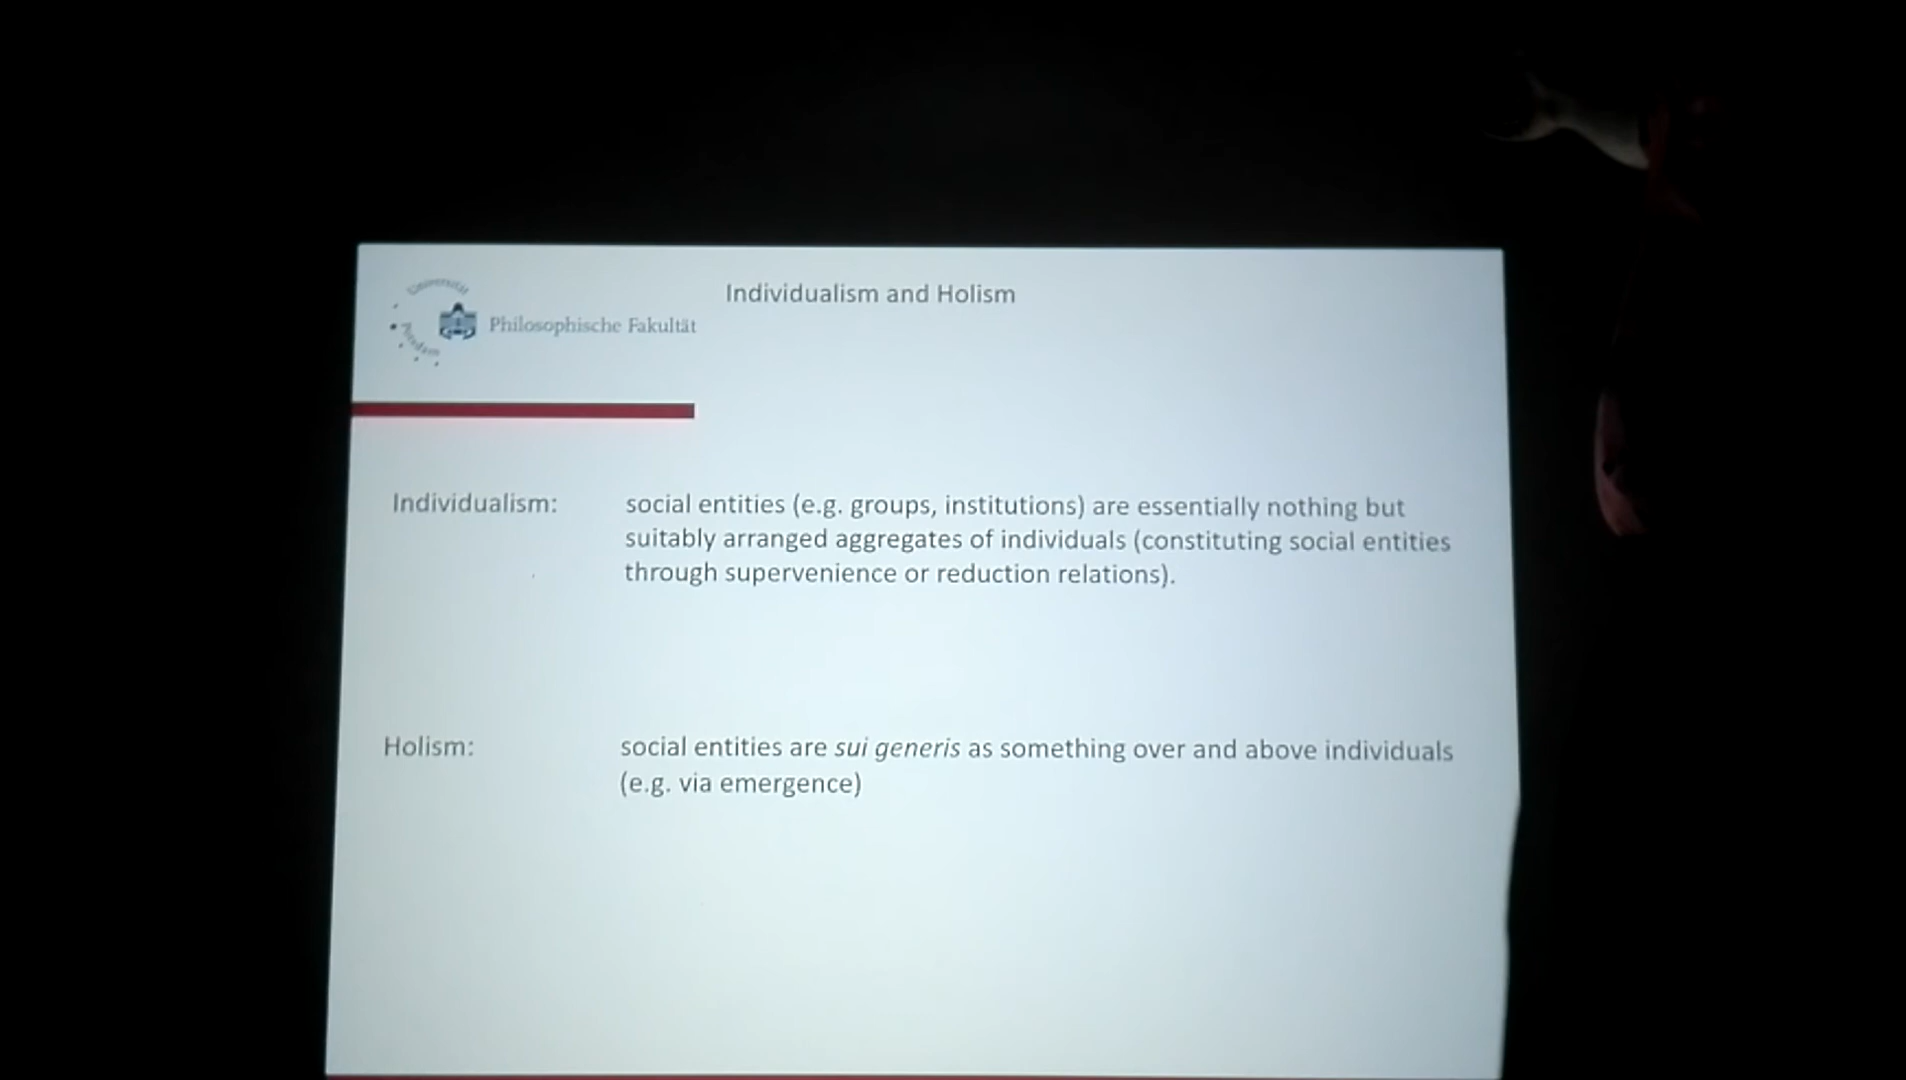 Individualism and Holism
Universität
Potsdam
Philosophische Fakultät
Individualism:
social entities (e.g. groups, institutions) are essentially nothing but
suitably arranged aggregates of individuals (constituting social entities
through supervenience or reduction relations).
Holism:
social entities are sui generis as something over and above individuals
(e.g. via emergence)